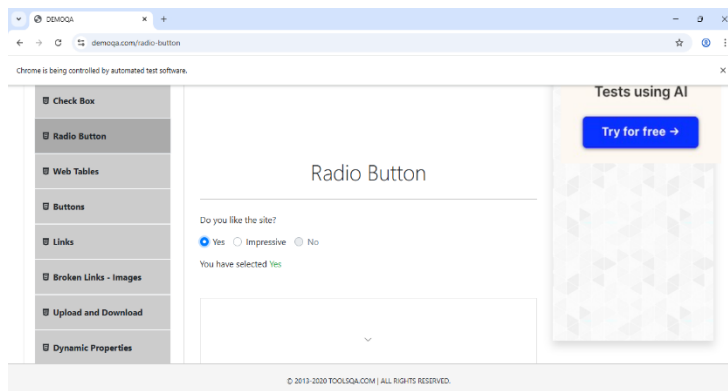 DEMOQA
demoqa.com/radio-button
Chrome is being controlled by automated test software.
Check Box
Radio Button
Web Tables
Buttons
Links
Broken Links - Images
Upload and Download
Dynamic Properties
Radio Button
Do you like the site?
Yes Impressive No
You have selected Yes
Tests using AI
Try for free →
© 2013-2020 TOOLSQA.COM | ALL RIGHTS RESERVED.